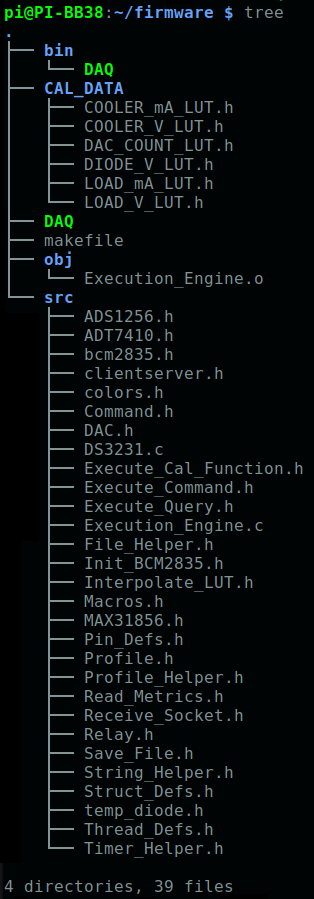 pi@PI-BB38:~/firmware $ tree
.
├── bin
│   └── DAQ
├── CAL_DATA
│   ├── COOLER_mA_LUT.h
│   ├── COOLER_V_LUT.h
│   ├── DAC_COUNT_LUT.h
│   ├── DIODE_V_LUT.h
│   ├── LOAD_mA_LUT.h
│   └── LOAD_V_LUT.h
├── DAQ
├── makefile
├── obj
│   └── Execution_Engine.o
└── src
    ├── ADS1256.h
    ├── ADT7410.h
    ├── bcm2835.h
    ├── clientserver.h
    ├── colors.h
    ├── Command.h
    ├── DAC.h
    ├── DS3231.c
    ├── Execute_Cal_Function.h
    ├── Execute_Command.h
    ├── Execute_Query.h
    ├── Execution_Engine.c
    ├── File_Helper.h
    ├── Init_BCM2835.h
    ├── Interpolate_LUT.h
    ├── Macros.h
    ├── MAX31856.h
    ├── Pin_Defs.h
    ├── Profile.h
    ├── Profile_Helper.h
    ├── Read_Metrics.h
    ├── Receive_Socket.h
    ├── Relay.h
    ├── Save_File.h
    ├── String_Helper.h
    ├── Struct_Defs.h
    ├── temp_diode.h
    ├── Thread_Defs.h
    └── Timer_Helper.h
4 directories, 39 files